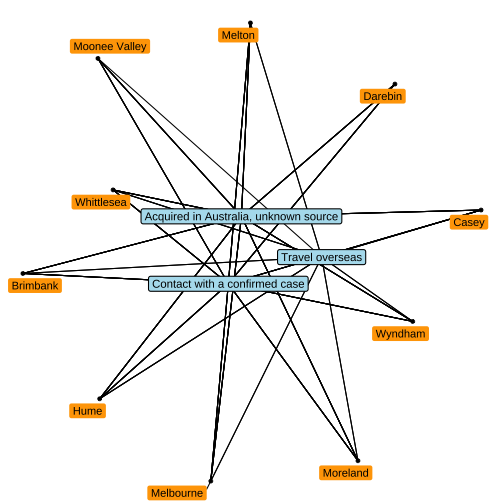 Melton
Moonee Valley
Darebin
Whittlesea
Acquired in Australia, unknown source
Casey
Travel overseas
Brimbank
Contact with a confirmed case
Wyndham
Hume
Moreland
Melbourne